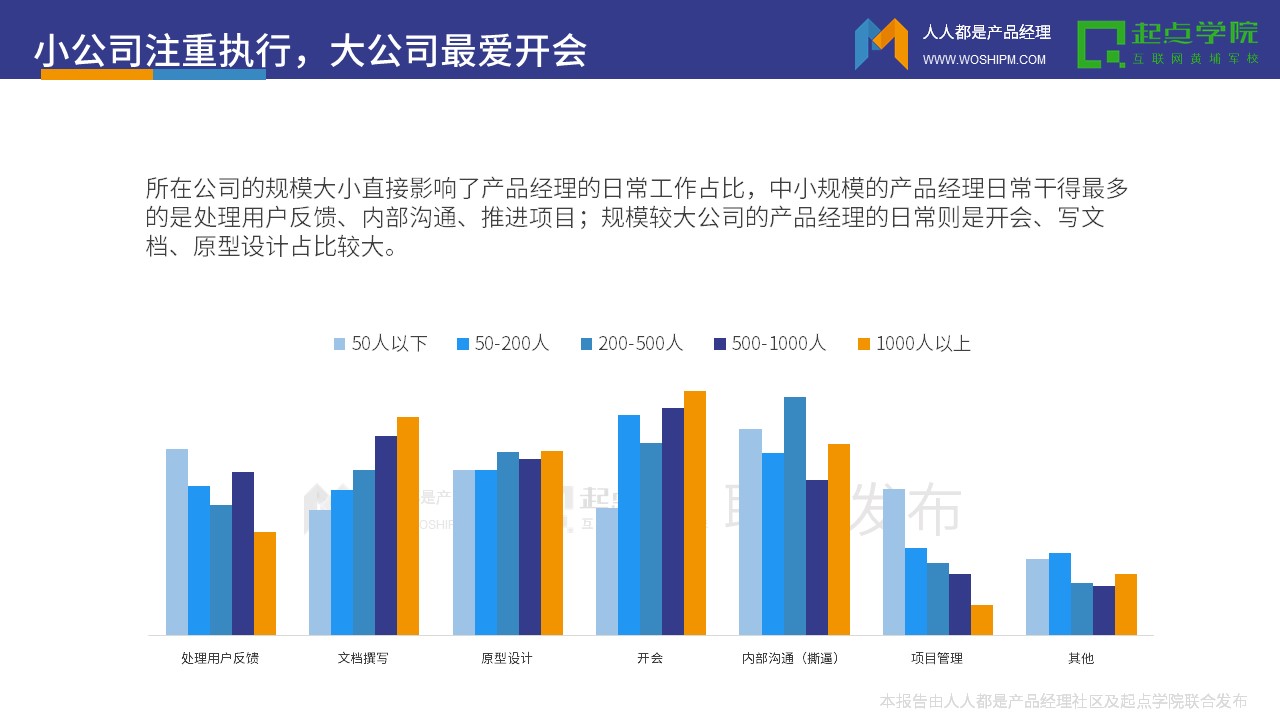 小公司注重执行，大公司最爱开会
人人都是产品经理
WWW.WOSHIPM.COM
起点学院
互联网黄埔军校
所在公司的规模大小直接影响了产品经理的日常工作占比，中小规模的产品经理日常干得最多
的是处理用户反馈、内部沟通、推进项目；规模较大公司的产品经理的日常则是开会、写文
档、原型设计占比较大。
50人以下 50-200人 200-500人 500-1000人 1000人以上
处理用户反馈 文档撰写 原型设计 开会 内部沟通（撕逼） 项目管理 其他
本报告由人人都是产品经理社区及起点学院联合发布